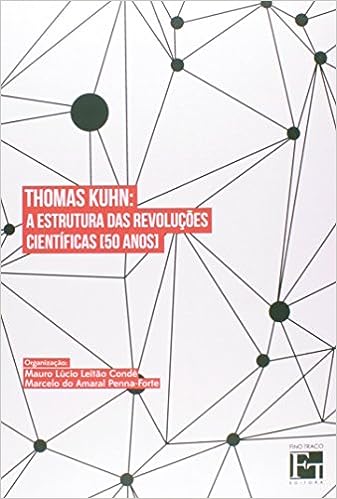 THOMAS KUHN:
A ESTRUTURA DAS REVOLUÇÕES
CIENTÍFICAS [50 ANOS]
Organização:
Mauro Lúcio Leitão Condé
Marcelo do Amaral Penna-Forte
FINO TRAÇO
EDITORA